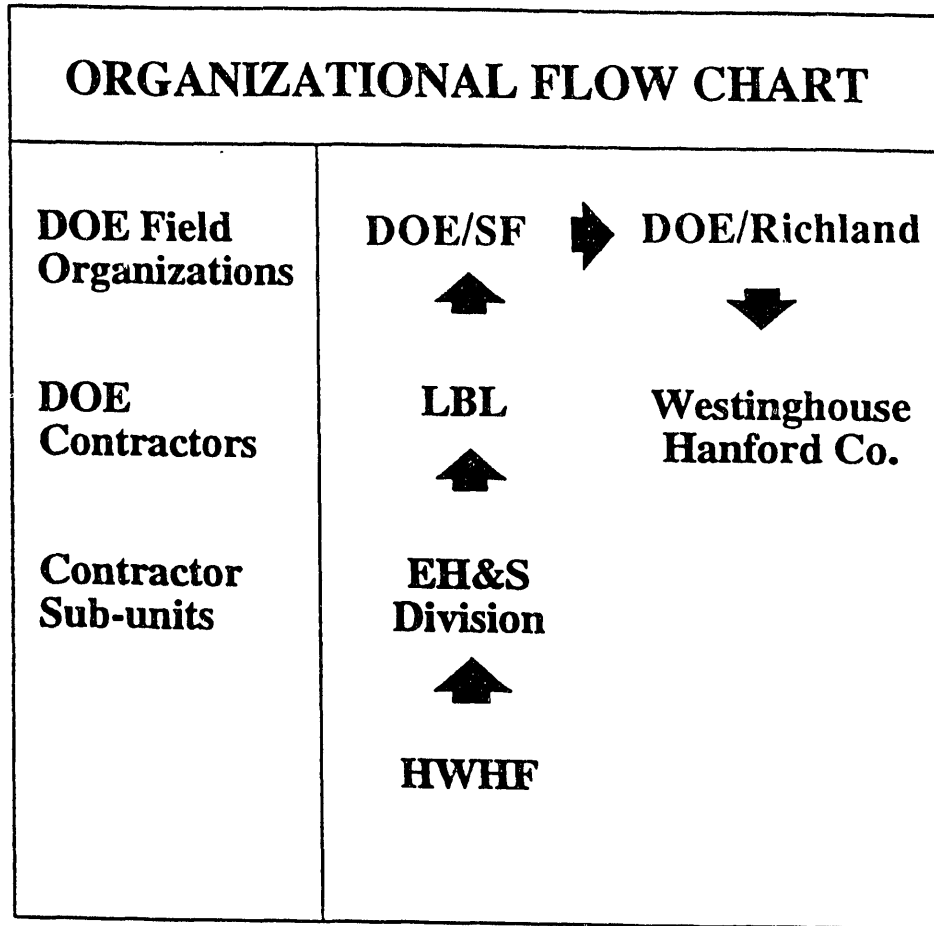 ORGANIZATIONAL FLOW CHART
DOE Field
Organizations
DOE/SF
DOE/Richland
DOE
Contractors
LBL
Westinghouse
Hanford Co.
Contractor
Sub-units
EH&S
Division
HWHF